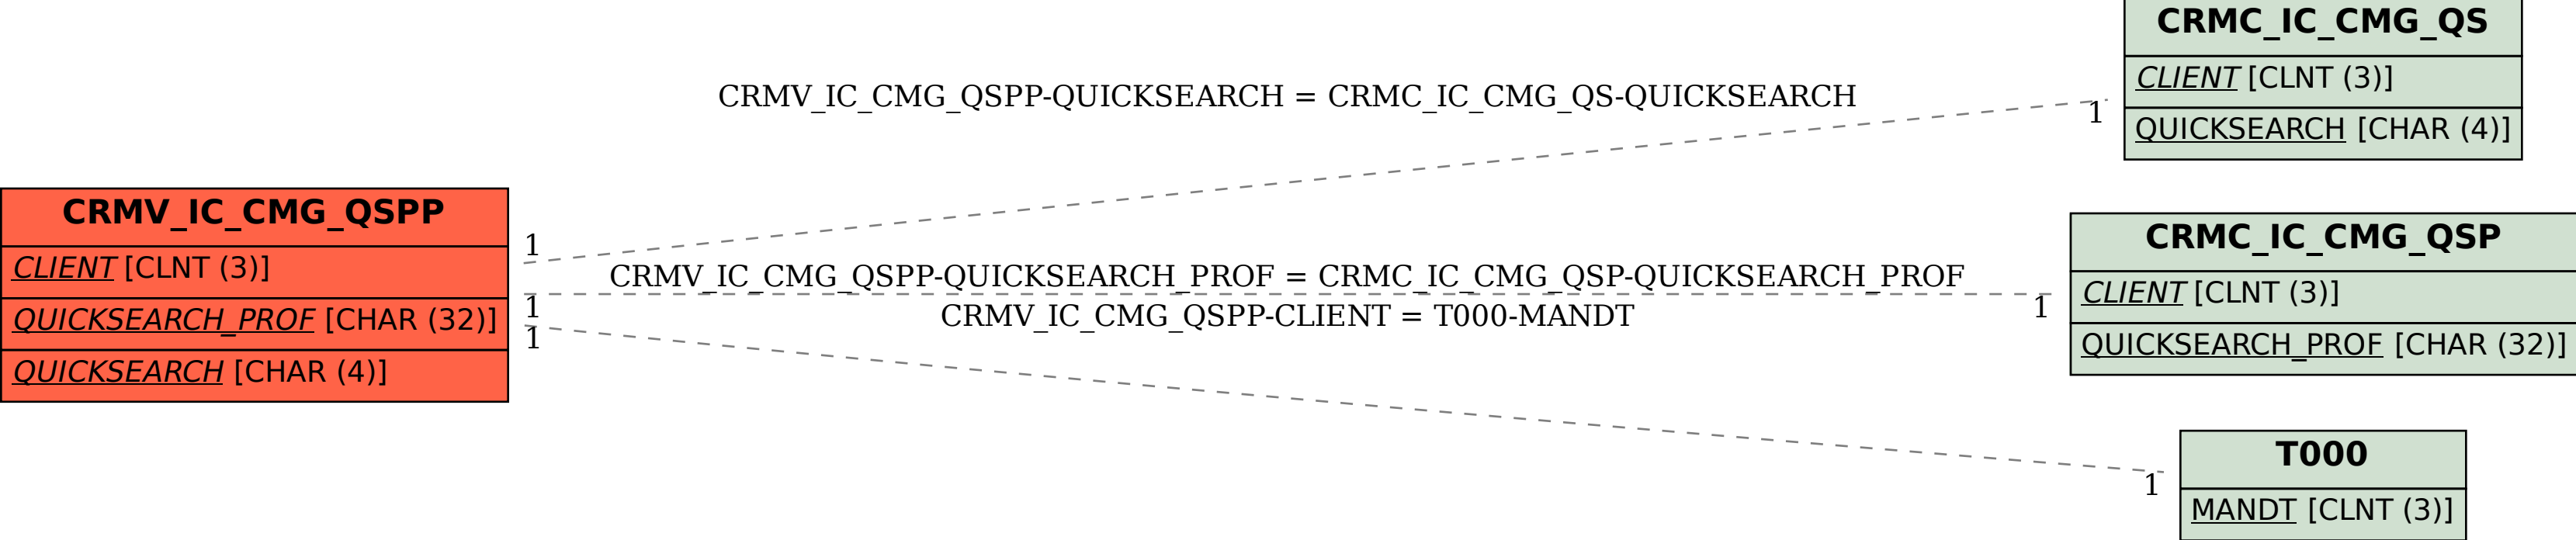 CRMV_IC_CMG_QSPP
CLIENT [CLNT (3)]
QUICKSEARCH_PROF [CHAR (32)]
QUICKSEARCH [CHAR (4)]
CRMV_IC_CMG_QSPP-QUICKSEARCH = CRMC_IC_CMG_QS-QUICKSEARCH
1
1
CRMV_IC_CMG_QSPP-QUICKSEARCH_PROF = CRMC_IC_CMG_QSP-QUICKSEARCH_PROF
1
1
CRMV_IC_CMG_QSPP-CLIENT = T000-MANDT
1
1
CRMC_IC_CMG_QS
CLIENT [CLNT (3)]
QUICKSEARCH [CHAR (4)]
CRMC_IC_CMG_QSP
CLIENT [CLNT (3)]
QUICKSEARCH_PROF [CHAR (32)]
T000
MANDT [CLNT (3)]